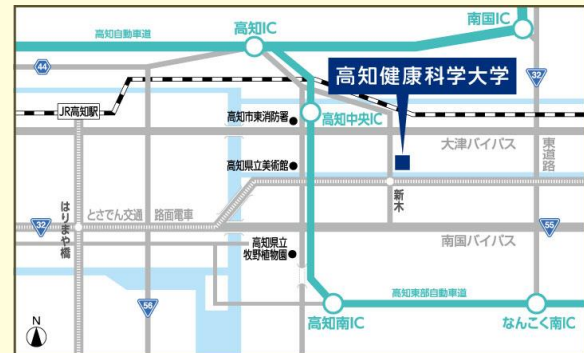 南国IC
高知自動車道
高知IC
44
高知健康科学大学
32
JR高知駅
高知市東消防署
高知中央IC
大津バイパス
東道路
高知県立美術館
はりまや橋
新木
32
とさでん交通 路面電車
55
高知県立
牧野植物園
南国バイパス
56
高知東部自動車道
N
高知南IC
なんこく南IC